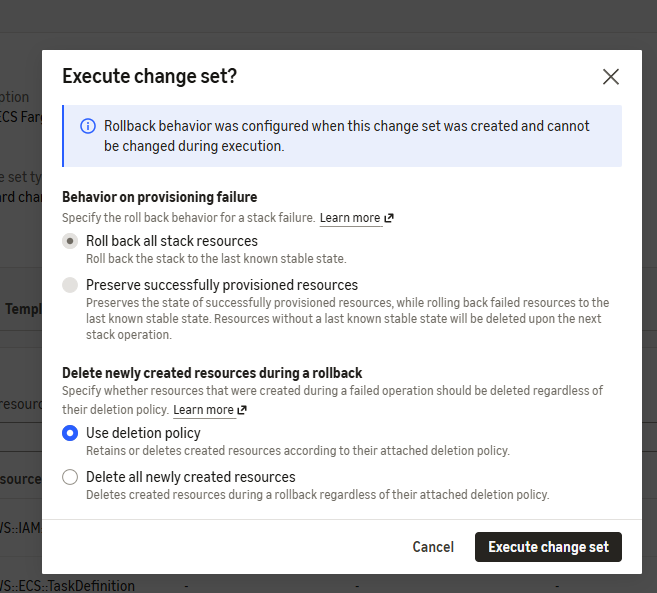 Execute change set?
ption
Rollback behavior was configured when this change set was created and cannot
be changed during execution.
ECS Farg
e set ty
rd char
Behavior on provisioning failure
Specify the roll back behavior for a stack failure. Learn more
Roll back all stack resources
Roll back the stack to the last known stable state.
Preserve successfully provisioned resources
Preserves the state of successfully provisioned resources, while rolling back failed resources to the
Templ
last known stable state. Resources without a last known stable state will be deleted upon the next
stack operation.
Delete newly created resources during a rollback
Specify whether resources that were created during a failed operation should be deleted regardless of
resourc
their deletion policy. Learn more
Use deletion policy
Retains or deletes created resources according to their attached deletion policy.
source
Delete all newly created resources
Deletes created resources during a rollback regardless of their attached deletion policy.
VS::IAM
Cancel
Execute change set
VS::ECS::TaskDefinition - - -